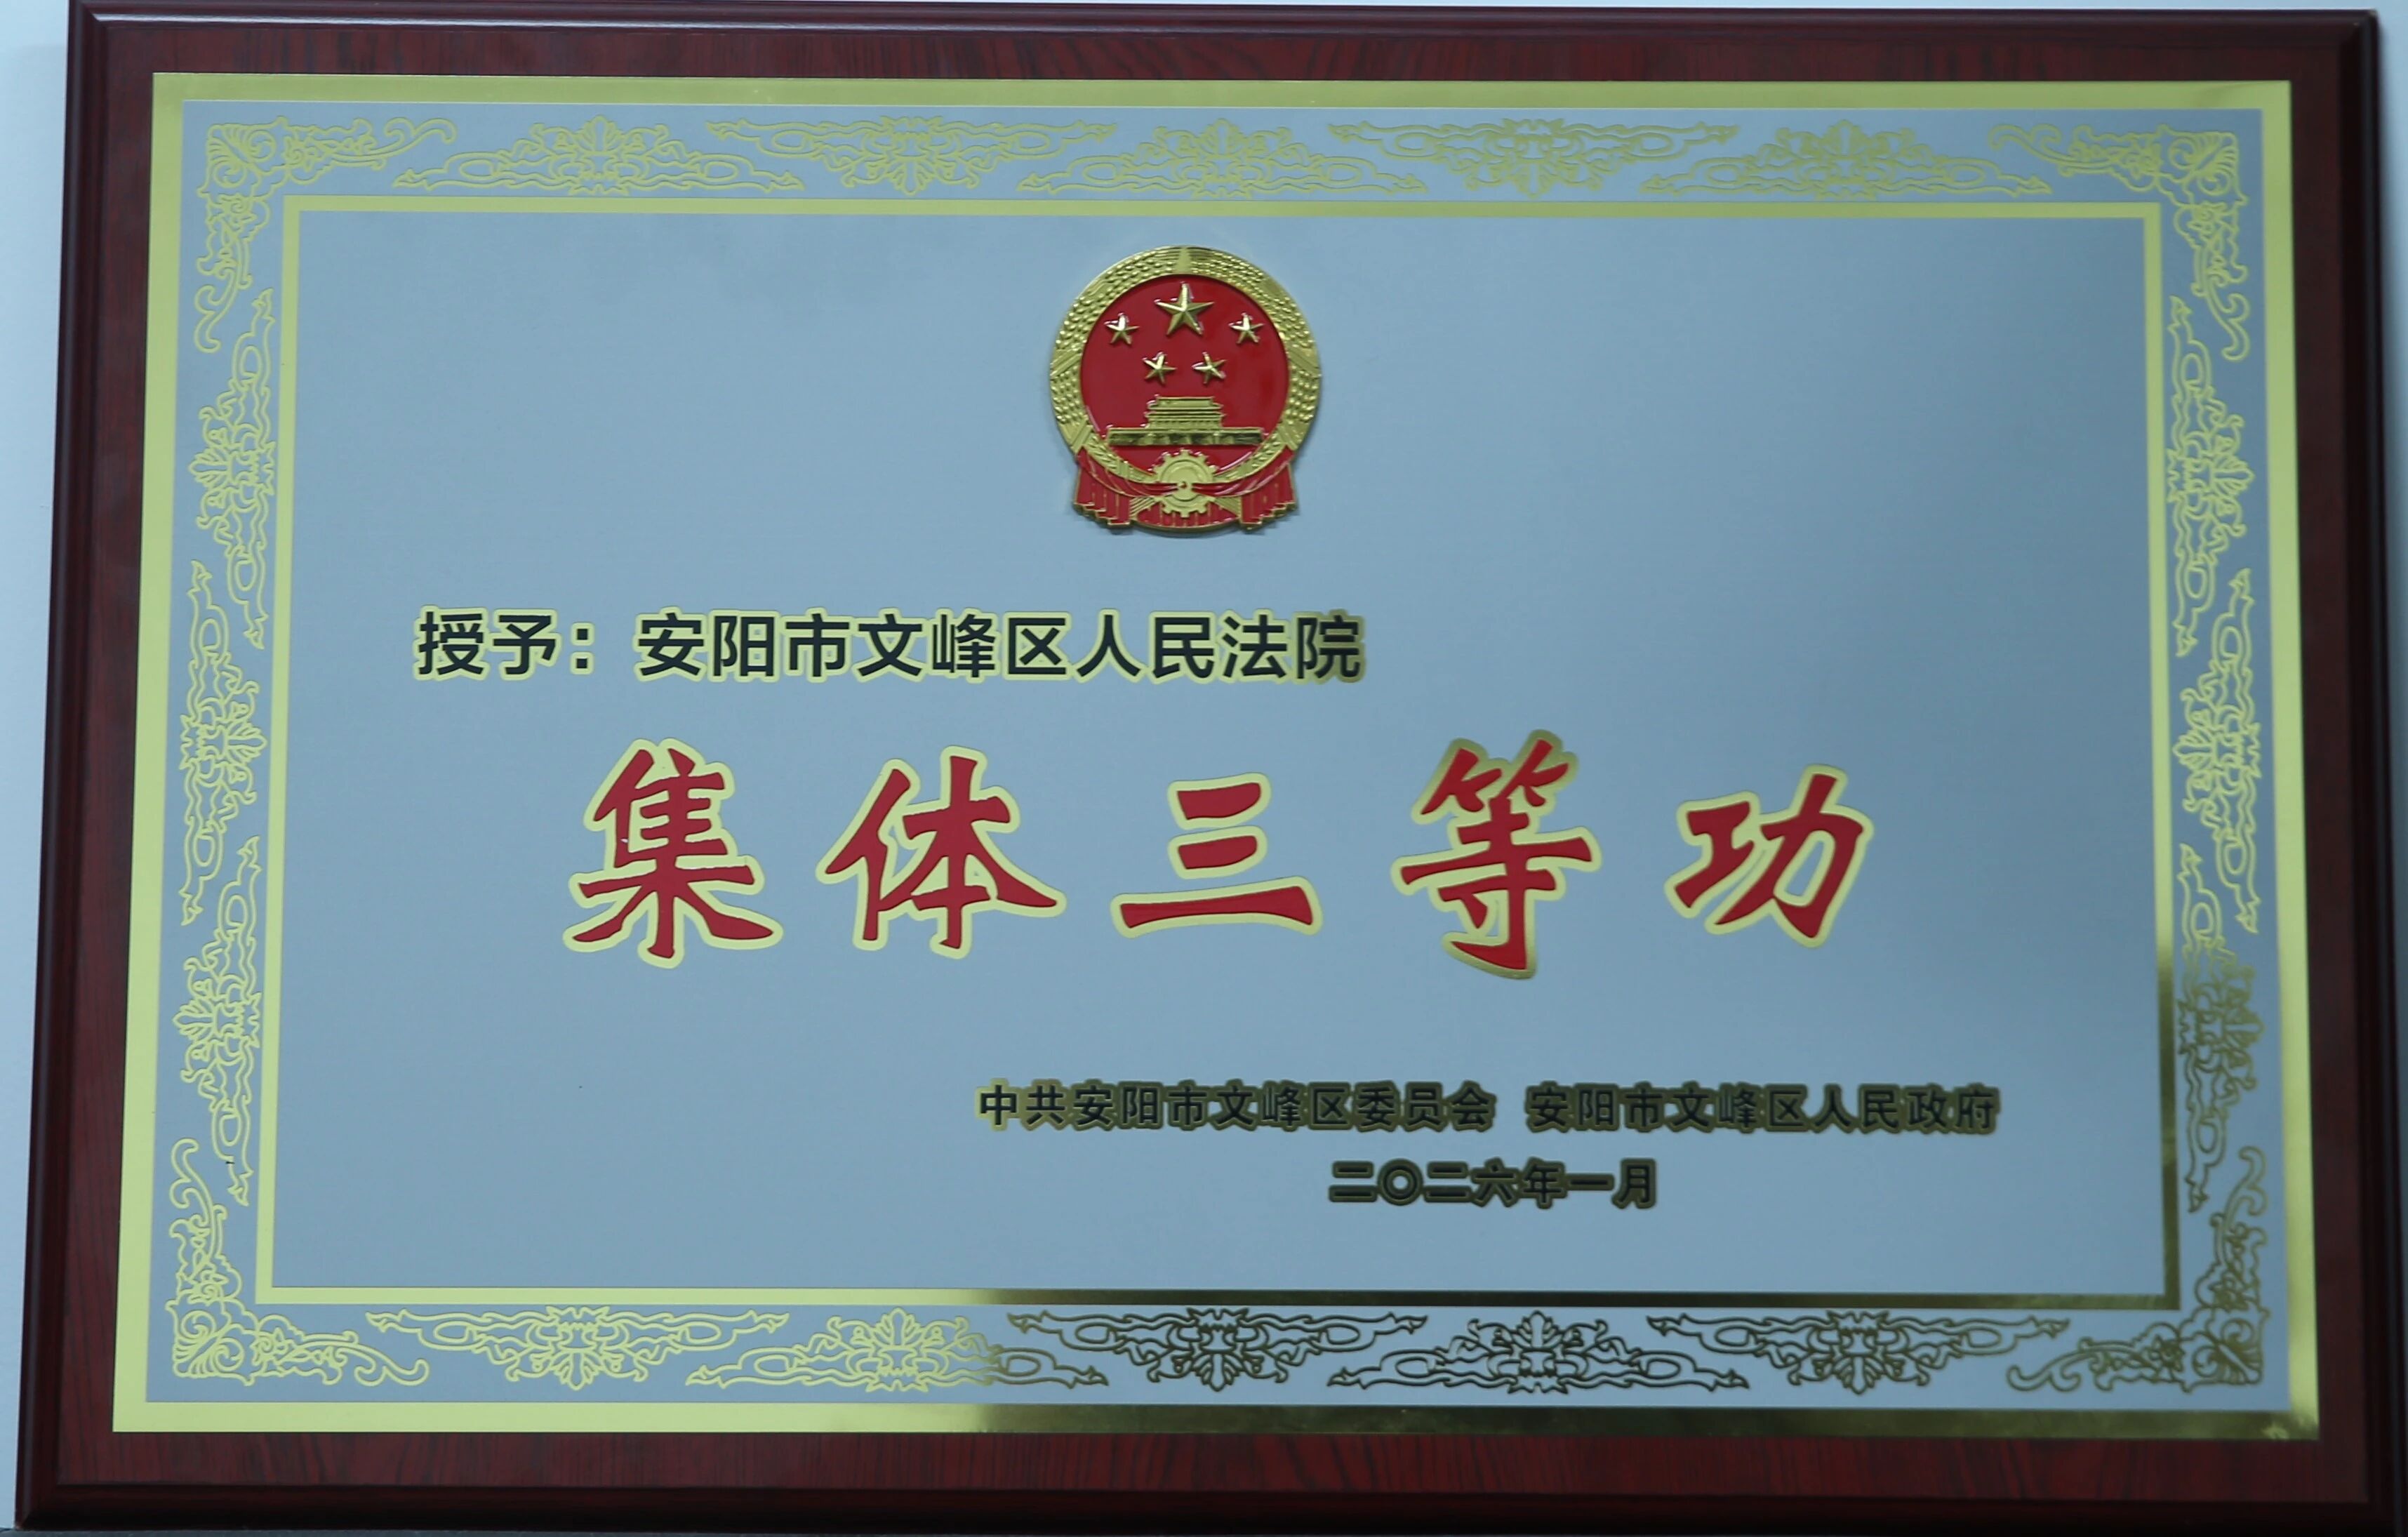 授予：安阳市文峰区人民法院
集体三等功
中共安阳市文峰区委员会 安阳市文峰区人民政府
二〇二六年一月